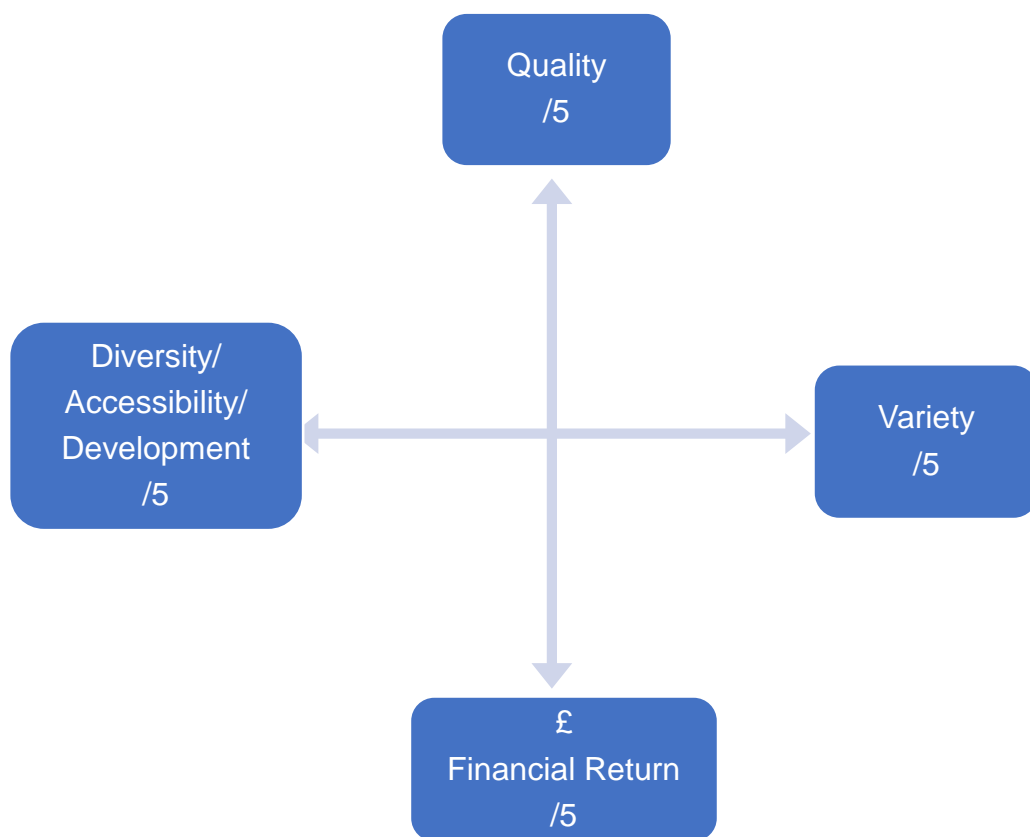 Quality
/5
Diversity/
Accessibility/
Development
/5
Variety
/5
£
Financial Return
/5